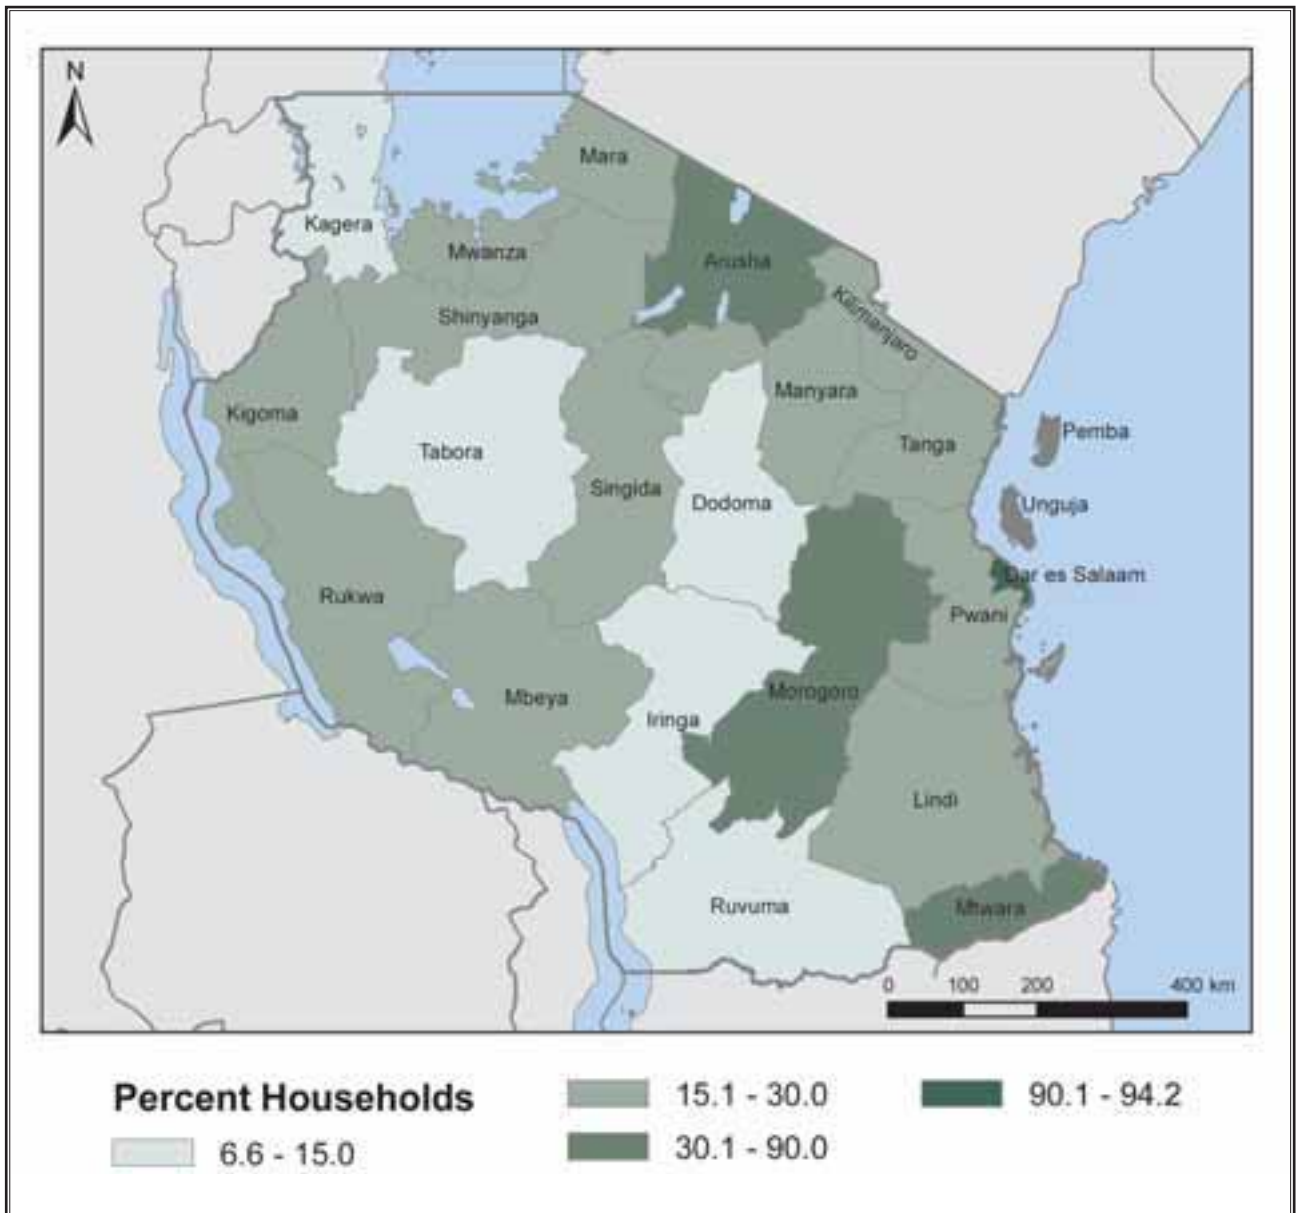 N
Mara
Kagera
Mwanza
Arusha
Kilimanjaro
Shinyanga
Manyara
Kigoma
Tabora
Tanga
Pemba
Singida
Dodoma
Unguja
Dar es Salaam
Rukwa
Pwani
Mbeya
Morogoro
Iringa
Lindi
Ruvuma
Mtwara
0 100 200 400 km
Percent Households
6.6 - 15.0
15.1 - 30.0
30.1 - 90.0
90.1 - 94.2